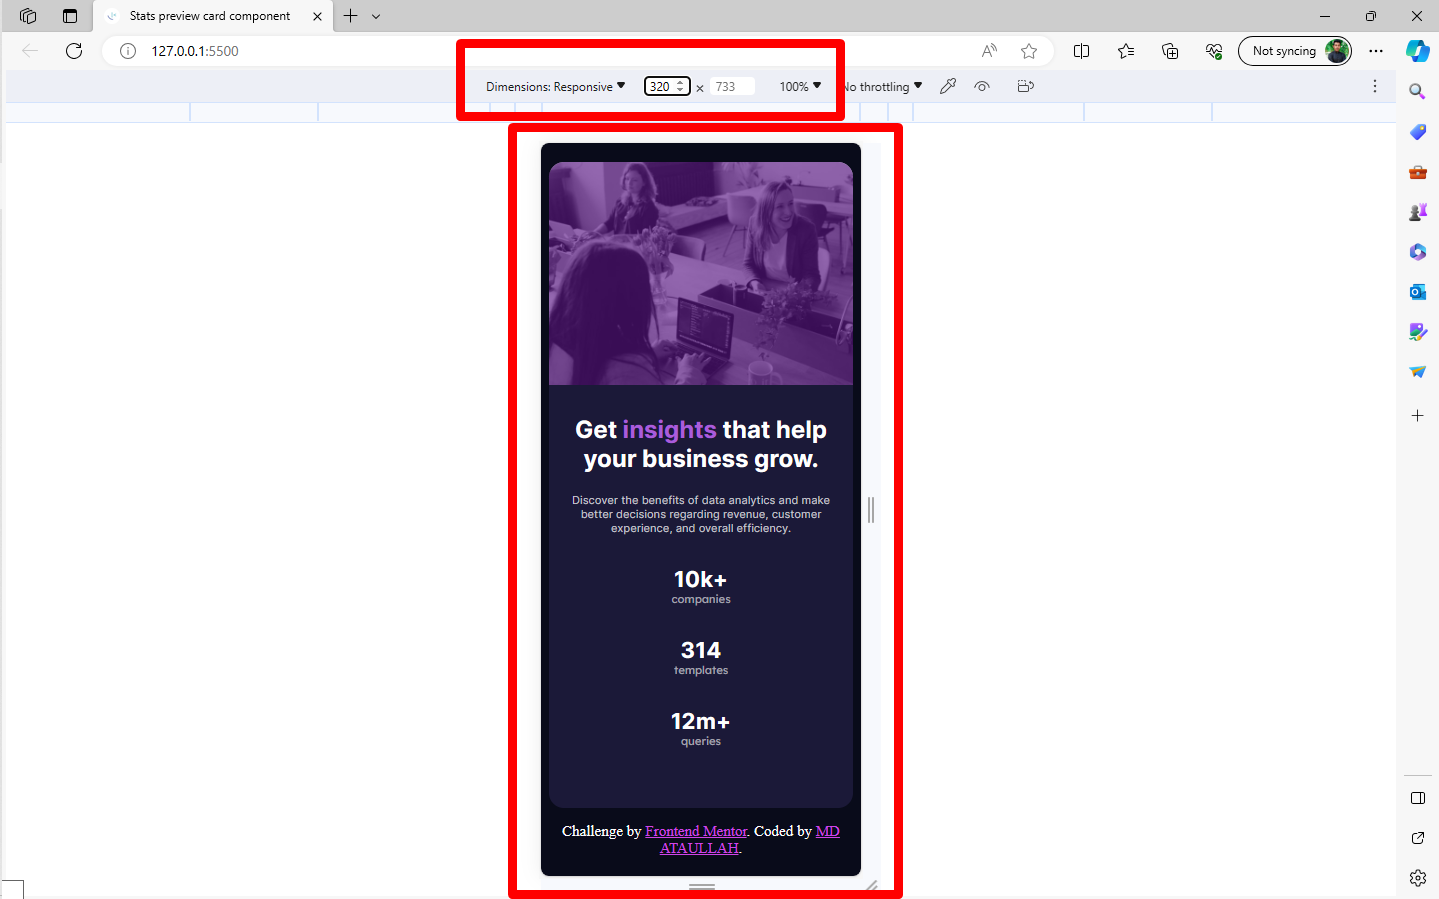 Stats preview card component
127.0.0.1:5500
Not syncing
Dimensions: Responsive
320 × 733
100%
No throttling
Get insights that help
your business grow.
Discover the benefits of data analytics and make
better decisions regarding revenue, customer
experience, and overall efficiency.
10k+
companies
314
templates
12m+
queries
Challenge by Frontend Mentor. Coded by MD
ATAULLAH.